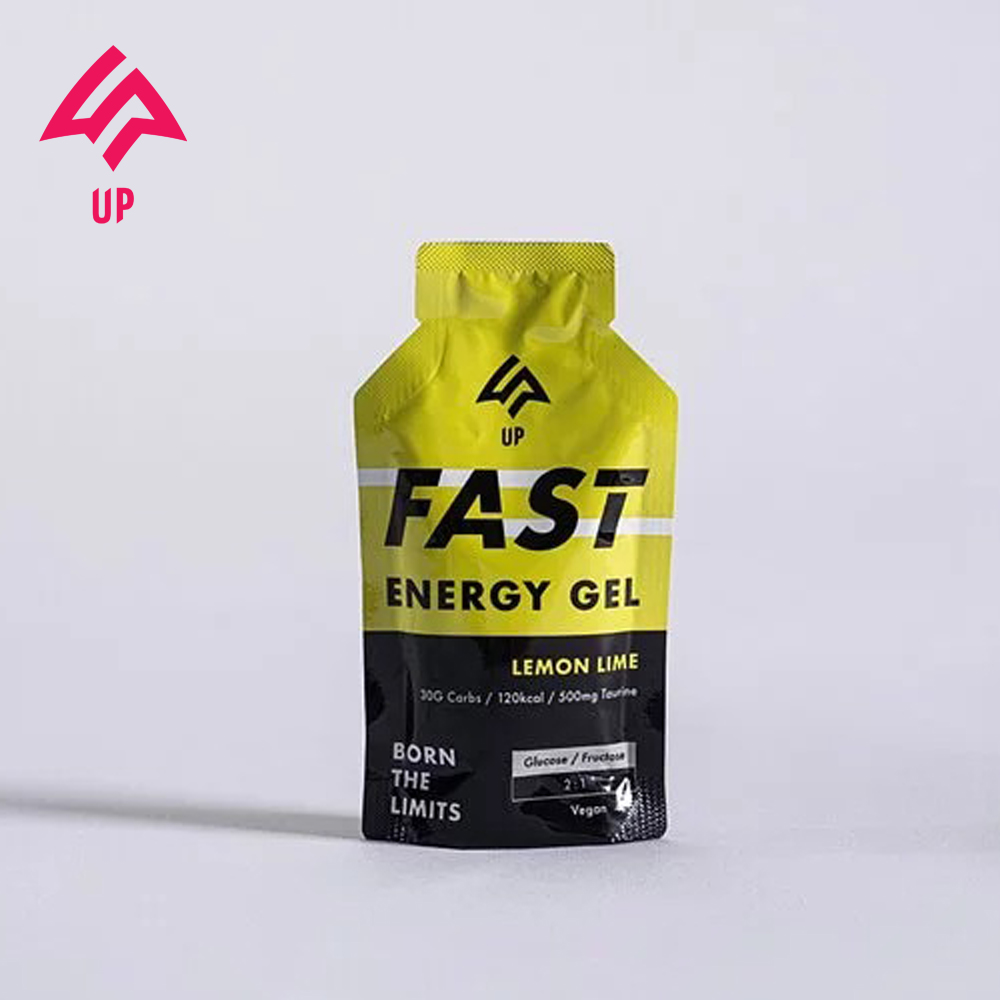 UP
UP
FAST
ENERGY GEL
LEMON LIME
30G Carbs / 120kcal / 500mg Taurine
BORN
THE
LIMITS
Glucose / Fructose
2:1
Vegan